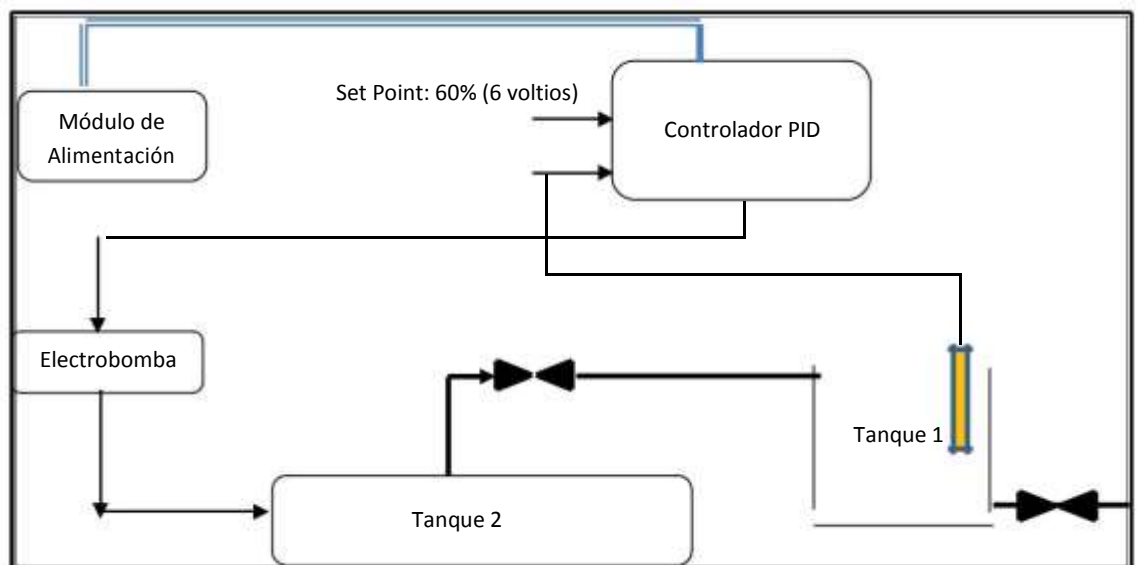 Set Point: 60% (6 voltios)
Módulo de
Alimentación
Controlador PID
Electrobomba
Tanque 1
Tanque 2